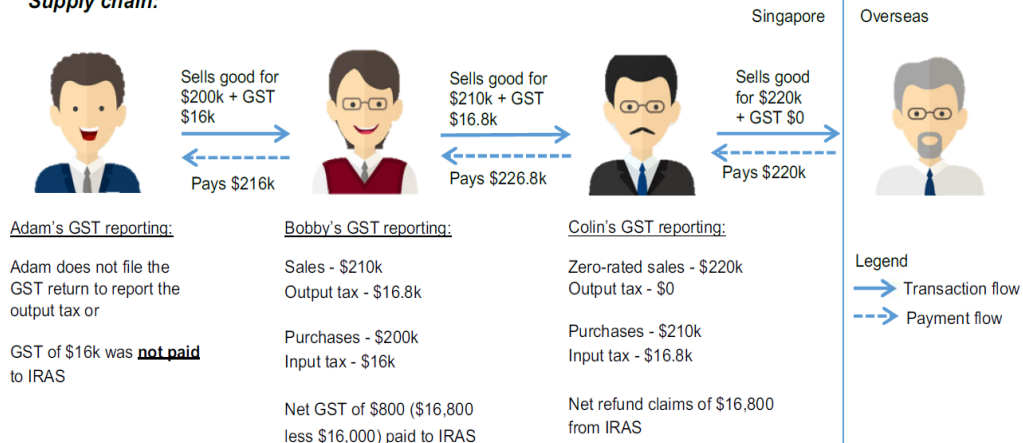 Supply chain:
Singapore
Overseas
Sells good for
$200k + GST
$16k
Pays $216k
Sells good for
$210k + GST
$16.8k
Pays $226.8k
Sells good
for $220k
+ GST $0
Pays $220k
Adam's GST reporting:
Adam does not file the
GST return to report the
output tax or
GST of $16k was not paid
to IRAS
Bobby's GST reporting:
Sales - $210k
Output tax - $16.8k
Purchases - $200k
Input tax - $16k
Net GST of $800 ($16,800
less $16,000) paid to IRAS
Colin's GST reporting:
Zero-rated sales - $220k
Output tax - $0
Purchases - $210k
Input tax - $16.8k
Net refund claims of $16,800
from IRAS
Legend
Transaction flow
Payment flow